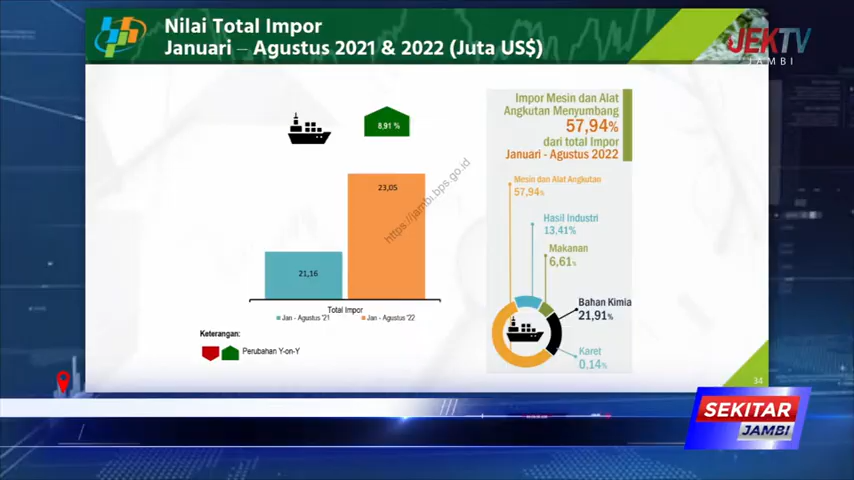 Nilai Total Impor
Januari – Agustus 2021 & 2022 (Juta US$)
JEKTV
JAMBI
8,91 %
23,05
21,16
https://jambi.bps.go.id
Total Impor
Jan - Agustus '21
Jan - Agustus '22
Keterangan:
Perubahan Y-on-Y
Impor Mesin dan Alat
Angkutan Menyumbang
57,94%
dari total Impor
Januari - Agustus 2022
Mesin dan Alat Angkutan
57,94%
Hasil Industri
13,41%
Makanan
6,61%
Bahan Kimia
21,91%
Karet
0.14%
34
SEKITAR
JAMBI